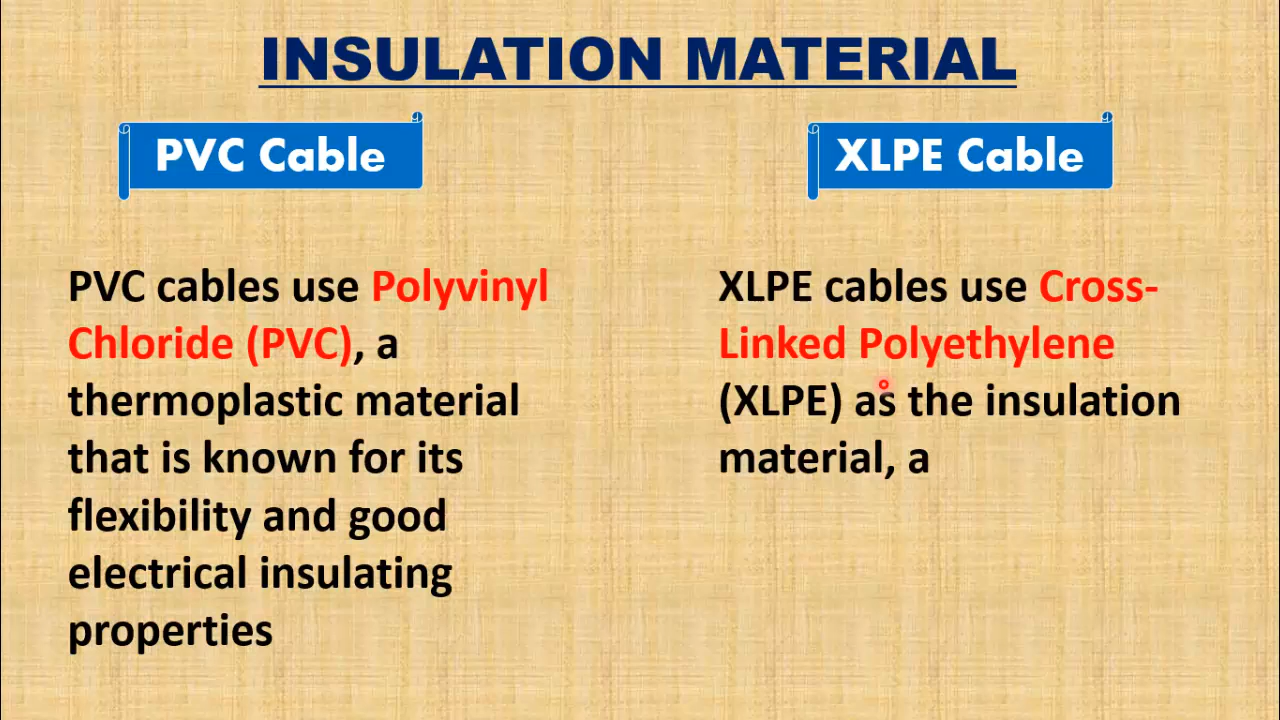 INSULATION MATERIAL
PVC Cable
PVC cables use Polyvinyl
Chloride (PVC), a
thermoplastic material
that is known for its
flexibility and good
electrical insulating
properties
XLPE Cable
XLPE cables use Cross-
Linked Polyethylene
(XLPE) as the insulation
material, a